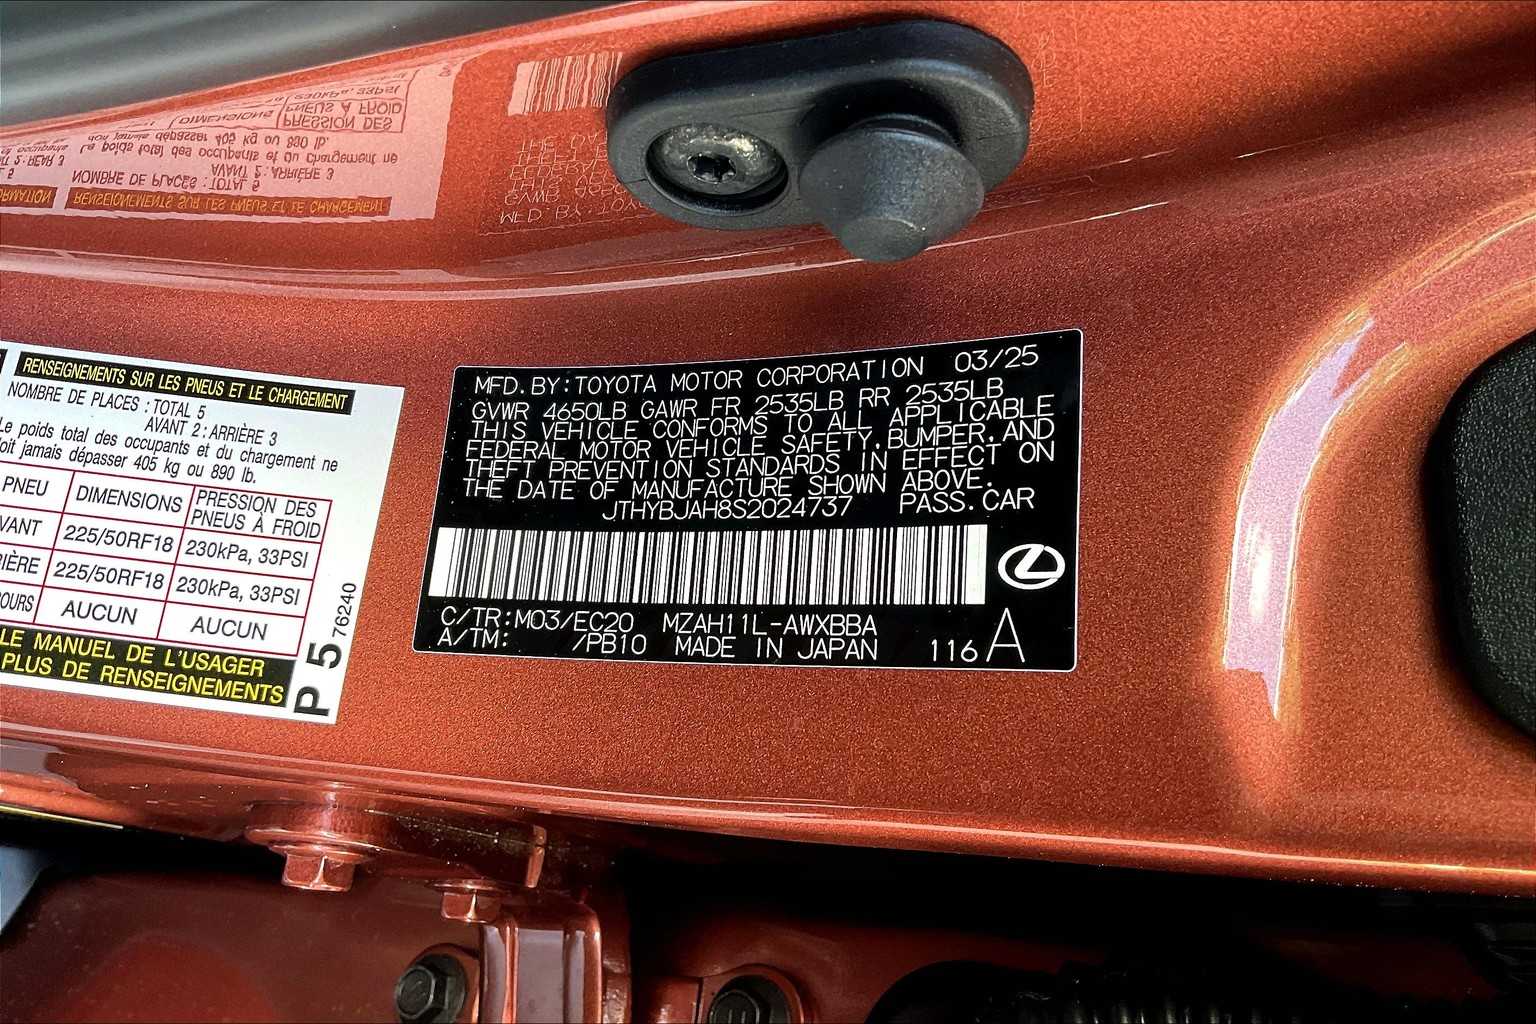 RENSEIGNEMENTS SUR LES PNEUS ET LE CHARGEMENT
NOMBRE DE PLACES : TOTAL 5
AVANT 2 : ARRIÈRE 3
Le poids total des occupants et du chargement ne
doit jamais dépasser 405 kg ou 890 lb.
PNEU DIMENSIONS PRESSION DES PNEUS À FROID
AVANT 225/50RF18 230kPa, 33PSI
ARRIÈRE 225/50RF18 230kPa, 33PSI
AUCUN AUCUN
LE MANUEL DE L'USAGER
PLUS DE RENSEIGNEMENTS
P 5 76240
MFD. BY: TOYOTA MOTOR CORPORATION 03/25
GVWR 4650LB GAWR FR 2535LB RR 2535LB
THIS VEHICLE CONFORMS TO ALL APPLICABLE
FEDERAL MOTOR VEHICLE SAFETY, BUMPER, AND
THEFT PREVENTION STANDARDS IN EFFECT ON
THE DATE OF MANUFACTURE SHOWN ABOVE.
JTHYBJAH8S2024737 PASS. CAR
C/TR: M03/EC20 MZAH11L-AWXBBA
A/TM: /PB10 MADE IN JAPAN 116 A